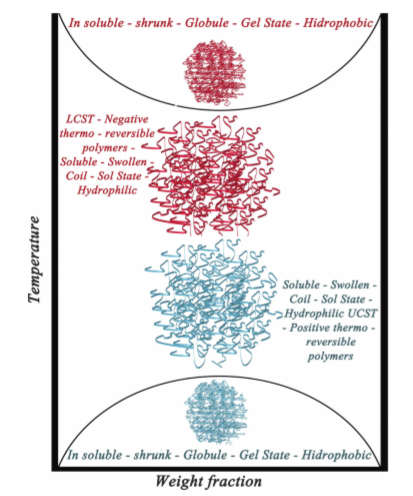 In soluble - shrunk - Globule - Gel State - Hidrophobic
LCST - Negative
thermo - reversible
polymers -
Soluble - Swollen -
Coil - Sol State -
Hydrophilic
Temperature
Soluble - Swollen -
Coil - Sol State -
Hydrophilic UCST
- Positive thermo -
reversible
polymers
In soluble - shrunk - Globule - Gel State - Hidrophobic
Weight fraction